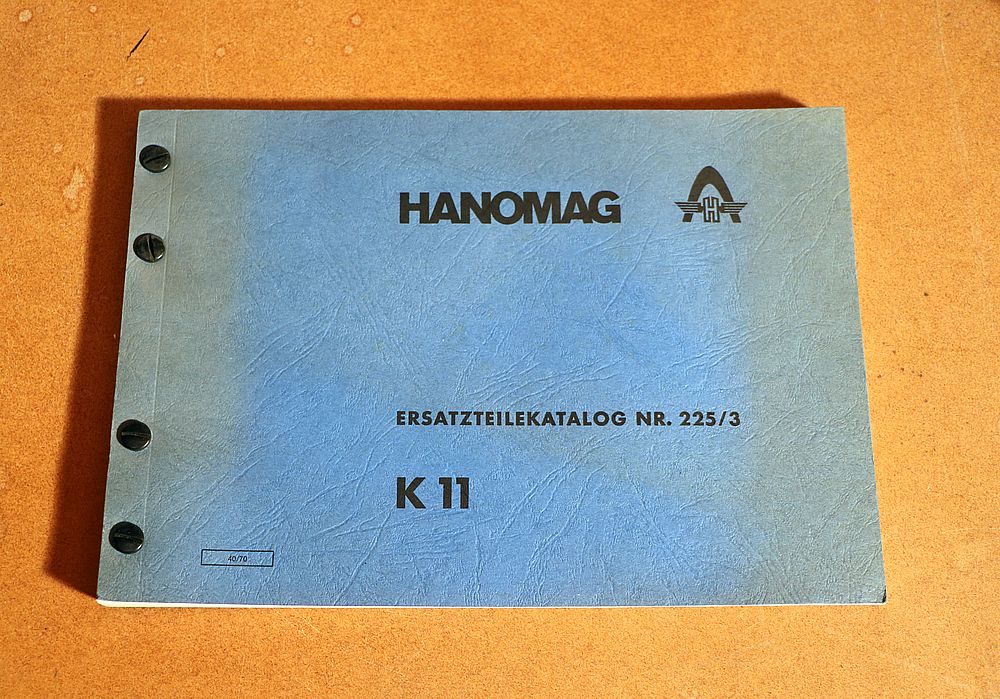 HANOMAG
H
ERSATZTEILEKATALOG NR. 225/3
K 11
40/70